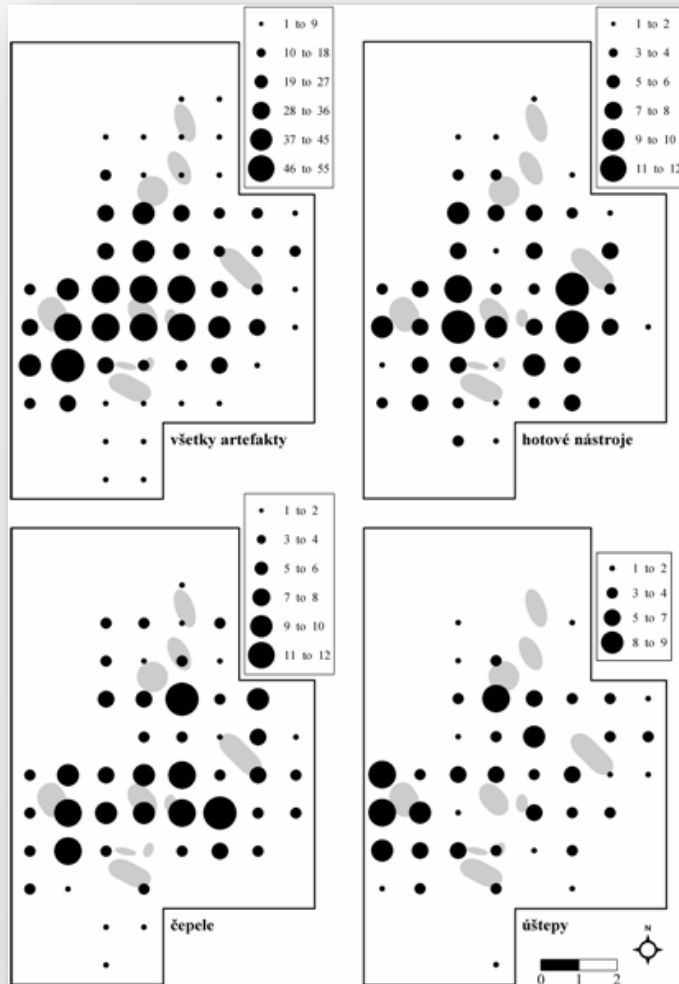 1 to 9
10 to 18
19 to 27
28 to 36
37 to 45
46 to 55
všetky artefakty
1 to 2
3 to 4
5 to 6
7 to 8
9 to 10
11 to 12
hotové nástroje
1 to 2
3 to 4
5 to 6
7 to 8
9 to 10
11 to 12
čepele
1 to 2
3 to 4
5 to 7
8 to 9
úštepy
N
0 1 2